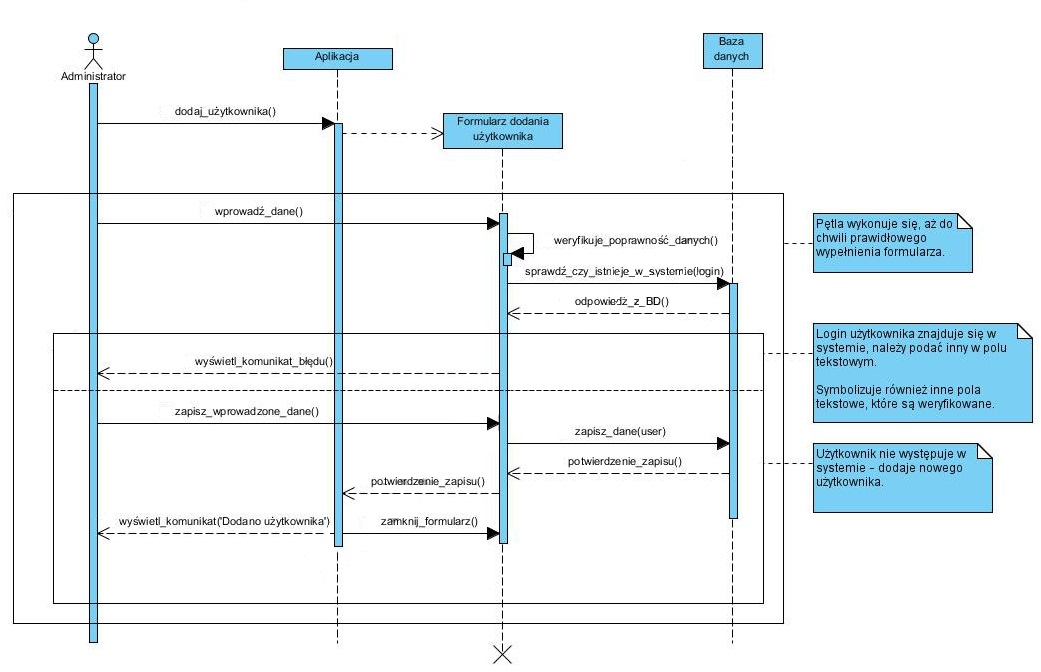 Administrator
Aplikacja
Baza
danych
dodaj_użytkownika()
Formularz dodania
użytkownika
wprowadź_dane()
weryfikuje_poprawność_danych()
sprawdź_czy_istnieje_w_systemie(login)
odpowiedź_z_BD()
Pętla wykonuje się, aż do
chwili prawidłowego
wypełnienia formularza.
wyświetl_komunikat_błędu()
Login użytkownika znajduje się w
systemie, należy podać inny w polu
tekstowym.
Symbolizuje również inne pola
tekstowe, które są weryfikowane.
zapisz_wprowadzone_dane()
zapisz_dane(user)
potwierdzenie_zapisu()
potwierdzenie_zapisu()
Użytkownik nie występuje w
systemie – dodaje nowego
użytkownika.
wyświetl_komunikat('Dodano użytkownika')
zamknij_formularz()